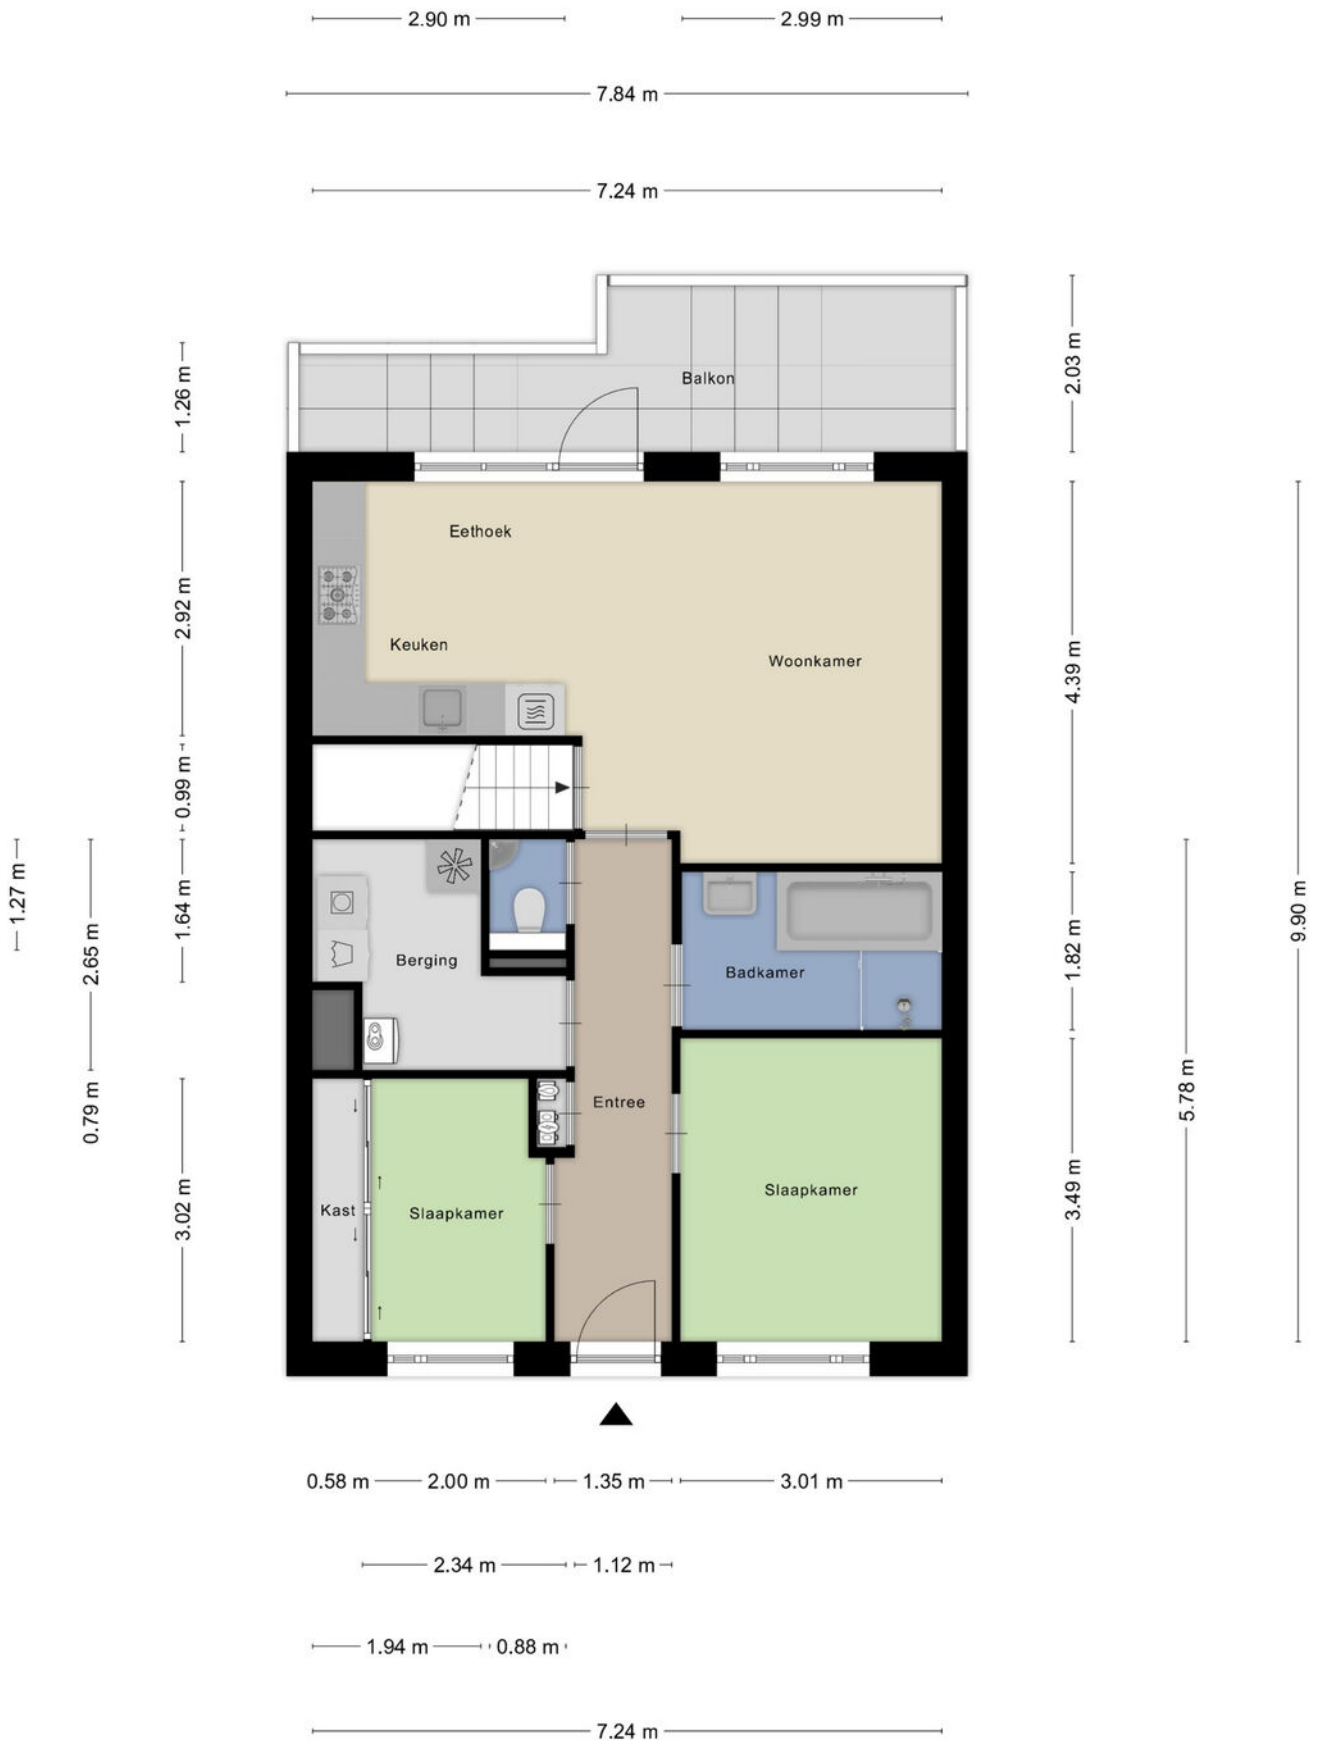 2.90 m
2.99 m
7.84 m
7.24 m
1.26 m
2.03 m
Balkon
Eethoek
Keuken
Woonkamer
2.92 m
4.39 m
0.99 m
1.27 m
2.65 m
1.64 m
Berging
Badkamer
1.82 m
9.90 m
0.79 m
Entree
5.78 m
3.02 m
Kast
Slaapkamer
Slaapkamer
3.49 m
0.58 m
2.00 m
1.35 m
3.01 m
2.34 m
1.12 m
1.94 m
0.88 m
7.24 m